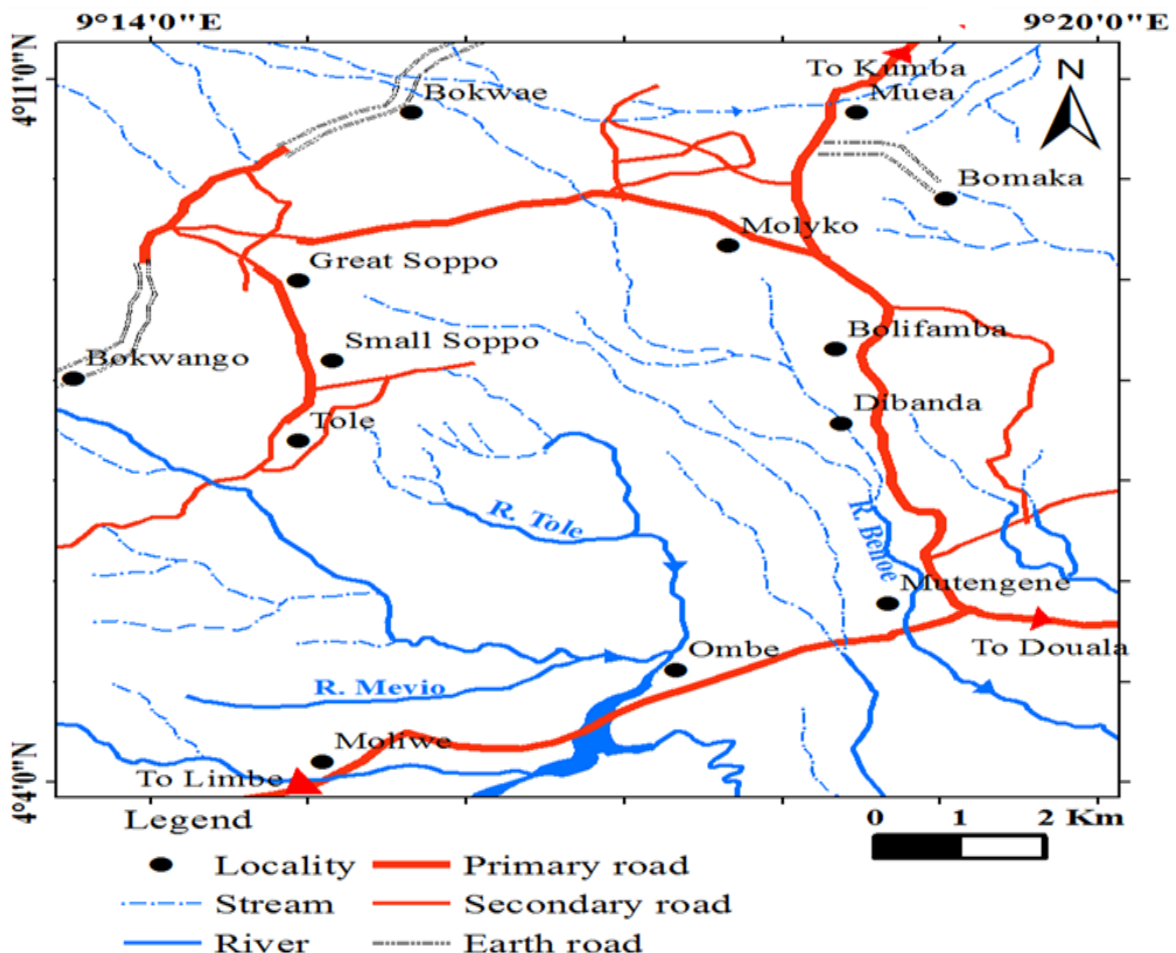 9°14'0"E
9°20'0"E
4°11'0"N
To Kumba
N
Bokwae
Muea
Bomaka
Molyko
Great Soppo
Bolifamba
Small Soppo
Bokwango
Dibanda
Tole
R. Tole
R. Benoe
Mutengene
Ombe
To Douala
R. Mevio
Moliwe
To Limbe
4°4'0"N
0 1 2 Km
Legend
Locality
Primary road
Stream
Secondary road
River
Earth road